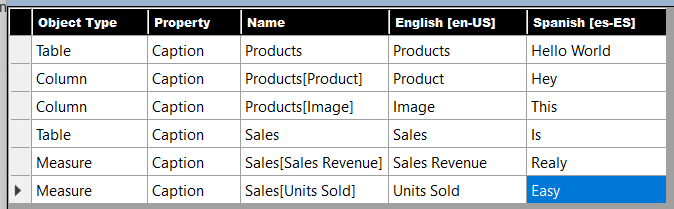 Object Type Property Name English [en-US] Spanish [es-ES]
Table Caption Products Products Hello World
Column Caption Products[Product] Product Hey
Column Caption Products[Image] Image This
Table Caption Sales Sales Is
Measure Caption Sales[Sales Revenue] Sales Revenue Realy
Measure Caption Sales[Units Sold] Units Sold Easy